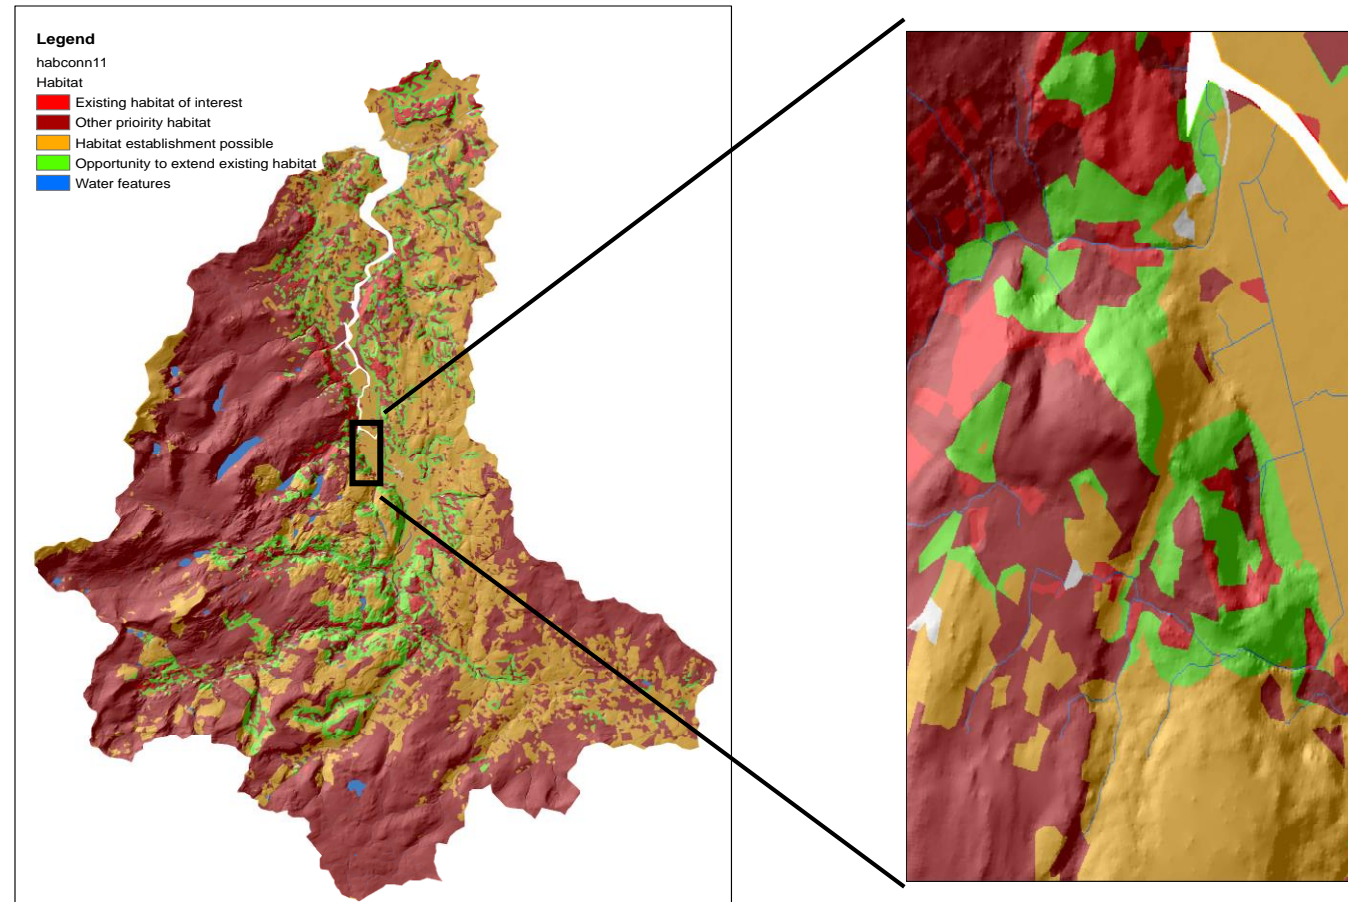 Legend
habconn11
Habitat
Existing habitat of interest
Other prioirity habitat
Habitat establishment possible
Opportunity to extend existing habitat
Water features